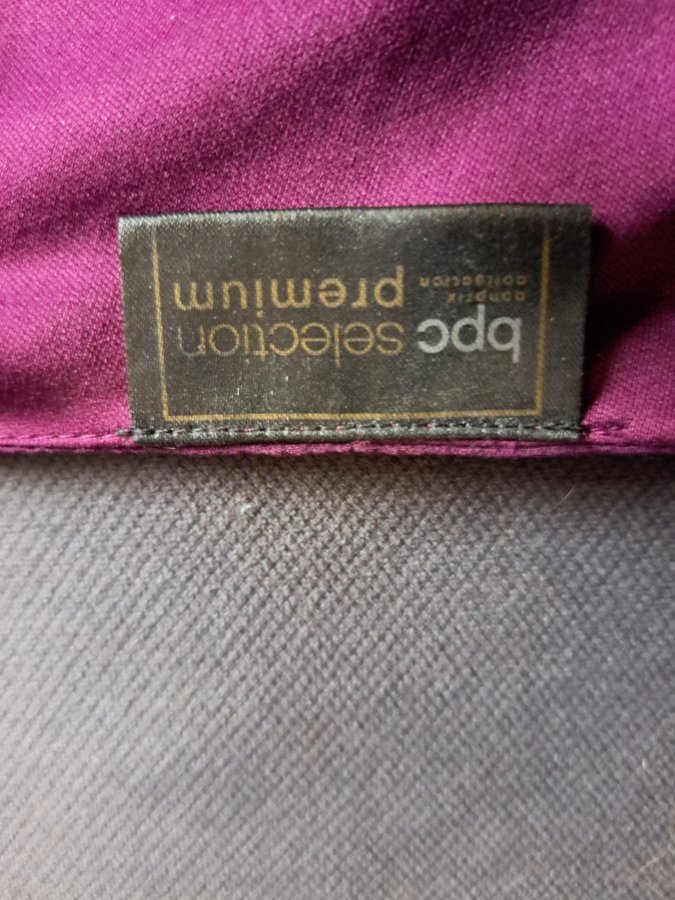 bpc selection
bonprix
collection
premium